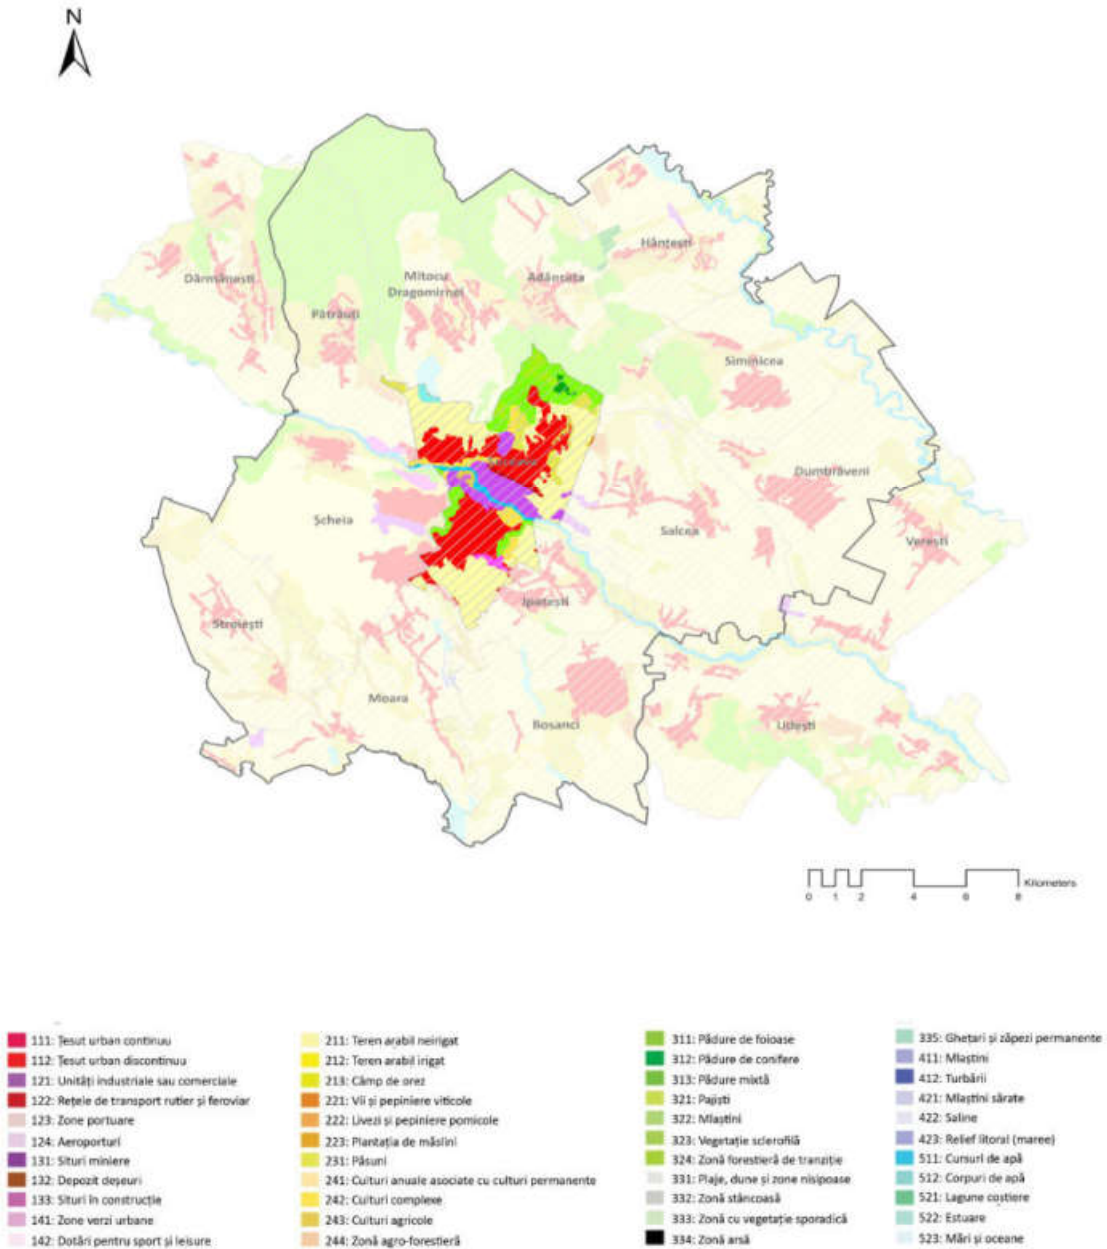 N
Hânțești
Dărmănești
Mitocu
Dragomirnei
Adâncata
Pătrăuți
Siminicea
Dumbrăveni
Șcheia
Salcea
Verești
Ipotești
Stroiești
Moara
Bosanci
Udești
Kilometers
0 1 2 4 6 8
111: Țesut urban continuu
112: Țesut urban discontinuu
121: Unități industriale sau comerciale
122: Rețele de transport rutier și feroviar
123: Zone portuare
124: Aeroporturi
131: Situri miniere
132: Depozit deșeuri
133: Situri în construcție
141: Zone verzi urbane
142: Dotări pentru sport și leisure
211: Teren arabil neirigat
212: Teren arabil irigat
213: Câmp de orez
221: Vii și pepiniere viticole
222: Livezi și pepiniere pomicole
223: Plantația de măslini
231: Păsuni
241: Culturi anuale asociate cu culturi permanente
242: Culturi complexe
243: Culturi agricole
244: Zonă agro-forestieră
311: Pădure de foioase
312: Pădure de conifere
313: Pădure mixtă
321: Pajiști
322: Mlaștini
323: Vegetație sclerofilă
324: Zonă forestieră de tranziție
331: Plaje, dune și zone nisipoase
332: Zonă stâncoasă
333: Zonă cu vegetație sporadică
334: Zonă arsă
335: Ghețari și zăpezi permanente
411: Mlaștini
412: Turbării
421: Mlaștini sărate
422: Saline
423: Relief litoral (maree)
511: Cursuri de apă
512: Corpuri de apă
521: Lagune coștiere
522: Estuare
523: Mări și oceane